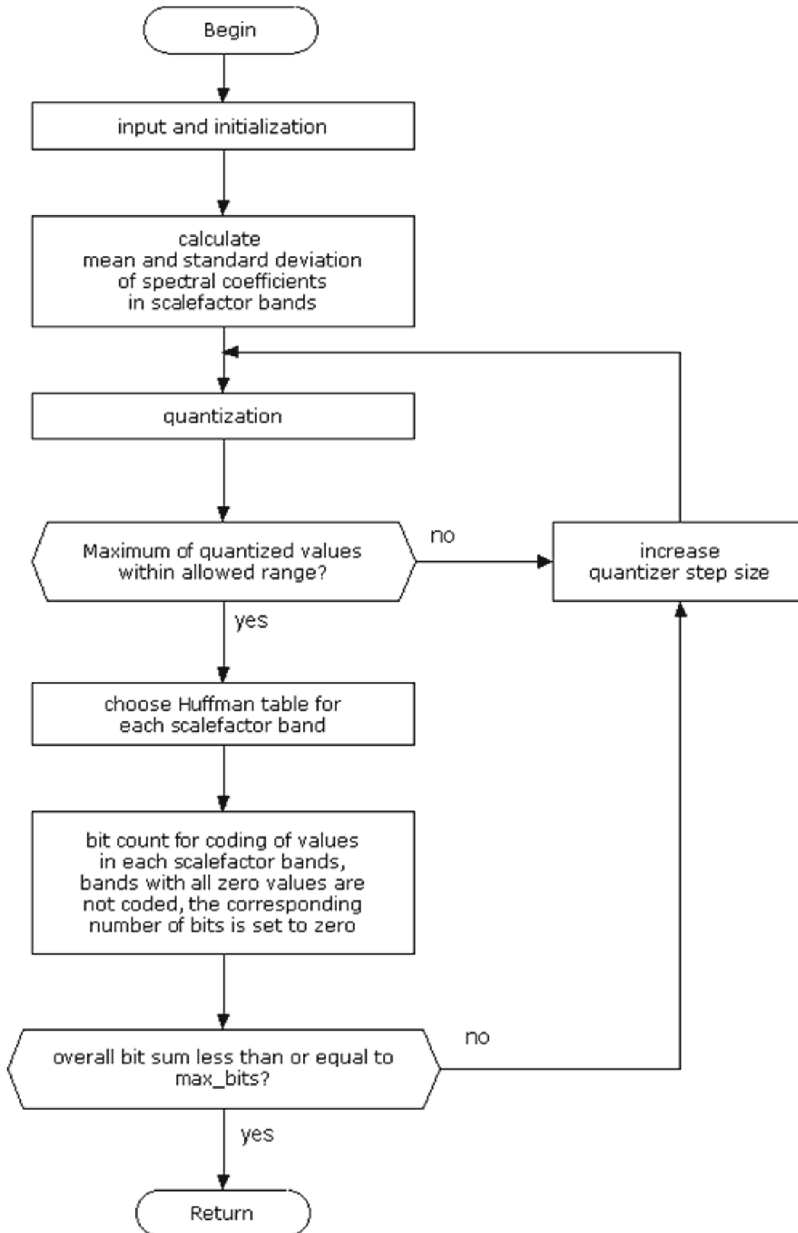 Begin
input and initialization
calculate
mean and standard deviation
of spectral coefficients
in scalefactor bands
quantization
Maximum of quantized values
within allowed range?
no
increase
quantizer step size
yes
choose Huffman table for
each scalefactor band
bit count for coding of values
in each scalefactor bands,
bands with all zero values are
not coded, the corresponding
number of bits is set to zero
overall bit sum less than or equal to
max_bits?
no
yes
Return